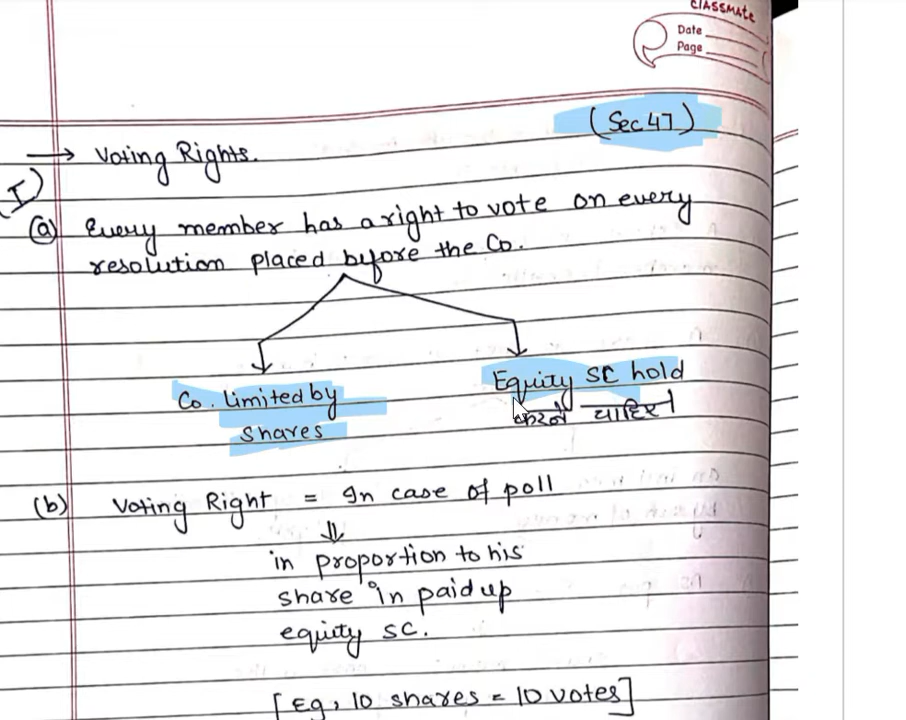 classmate
Date
Page
(Sec 47)
→ Voting Rights.
(I)
(a) Every member has a right to vote on every
resolution placed before the Co.
Co. limited by
shares
Equity SC hold
करने चाहिए
(b) Voting Right = In case of poll
⇓
in proportion to his
share in paid up
equity SC.
[Eg, 10 shares = 10 votes]